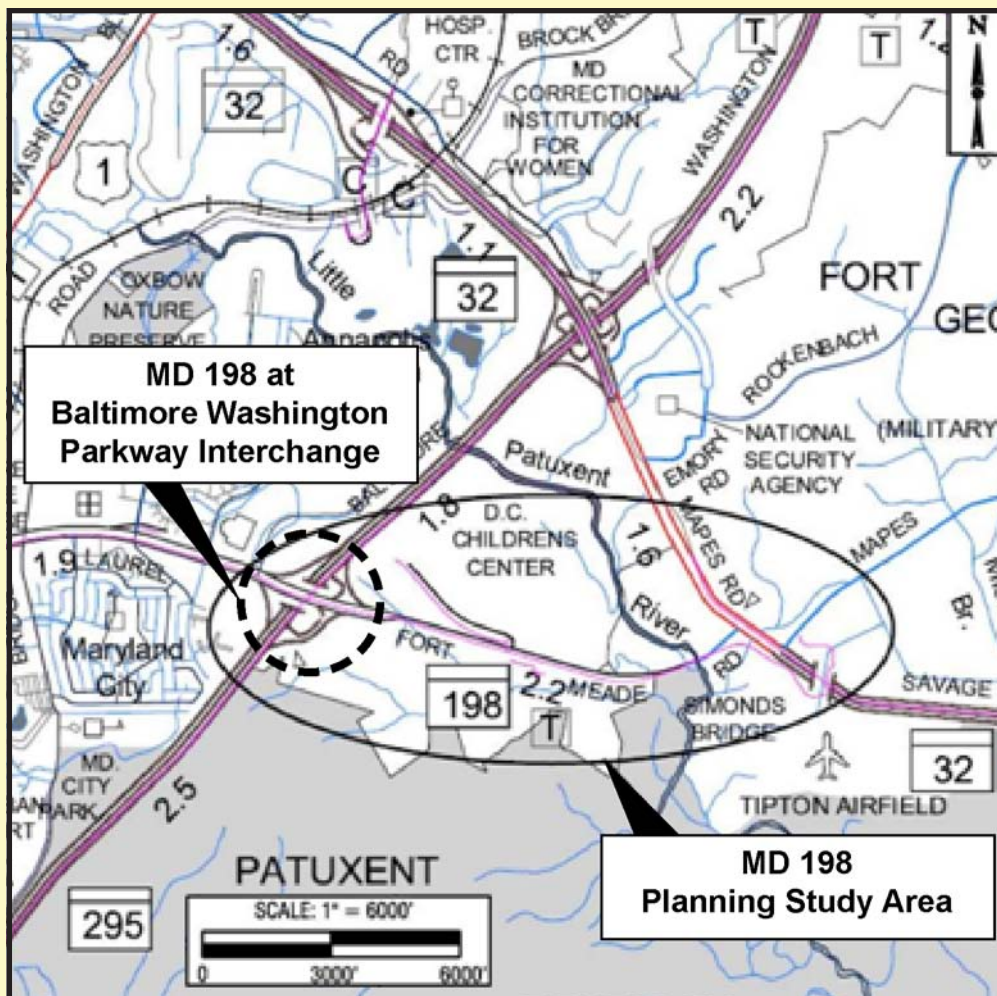 1.6
HOSP.
CTR
RD
BROCK
T
T
N
WASHINGTON
32
MD
CORRECTIONAL
INSTITUTION
FOR
WOMEN
WASHINGTON
1
C
C
2.2
Little
1.1
ROAD
OXBOW
NATURE
PRESERVE
32
FORT
ROCKENBACH
MD 198 at
Baltimore Washington
Parkway Interchange
NATIONAL
SECURITY
AGENCY
(MILITARY
Patuxent
EMORY
RD
MAPES RD
MAPES
1.8
D.C.
CHILDRENS
CENTER
1.6
1.9
LAUREL
River
Br.
Maryland
City
FORT
MEADE
2.2
RD
198
T
SIMONDS
BRIDGE
SAVAGE
32
MD.
CITY
PARK
2.5
TIPTON AIRFIELD
PATUXENT
295
SCALE: 1" = 6000'
0 3000' 6000'
MD 198
Planning Study Area